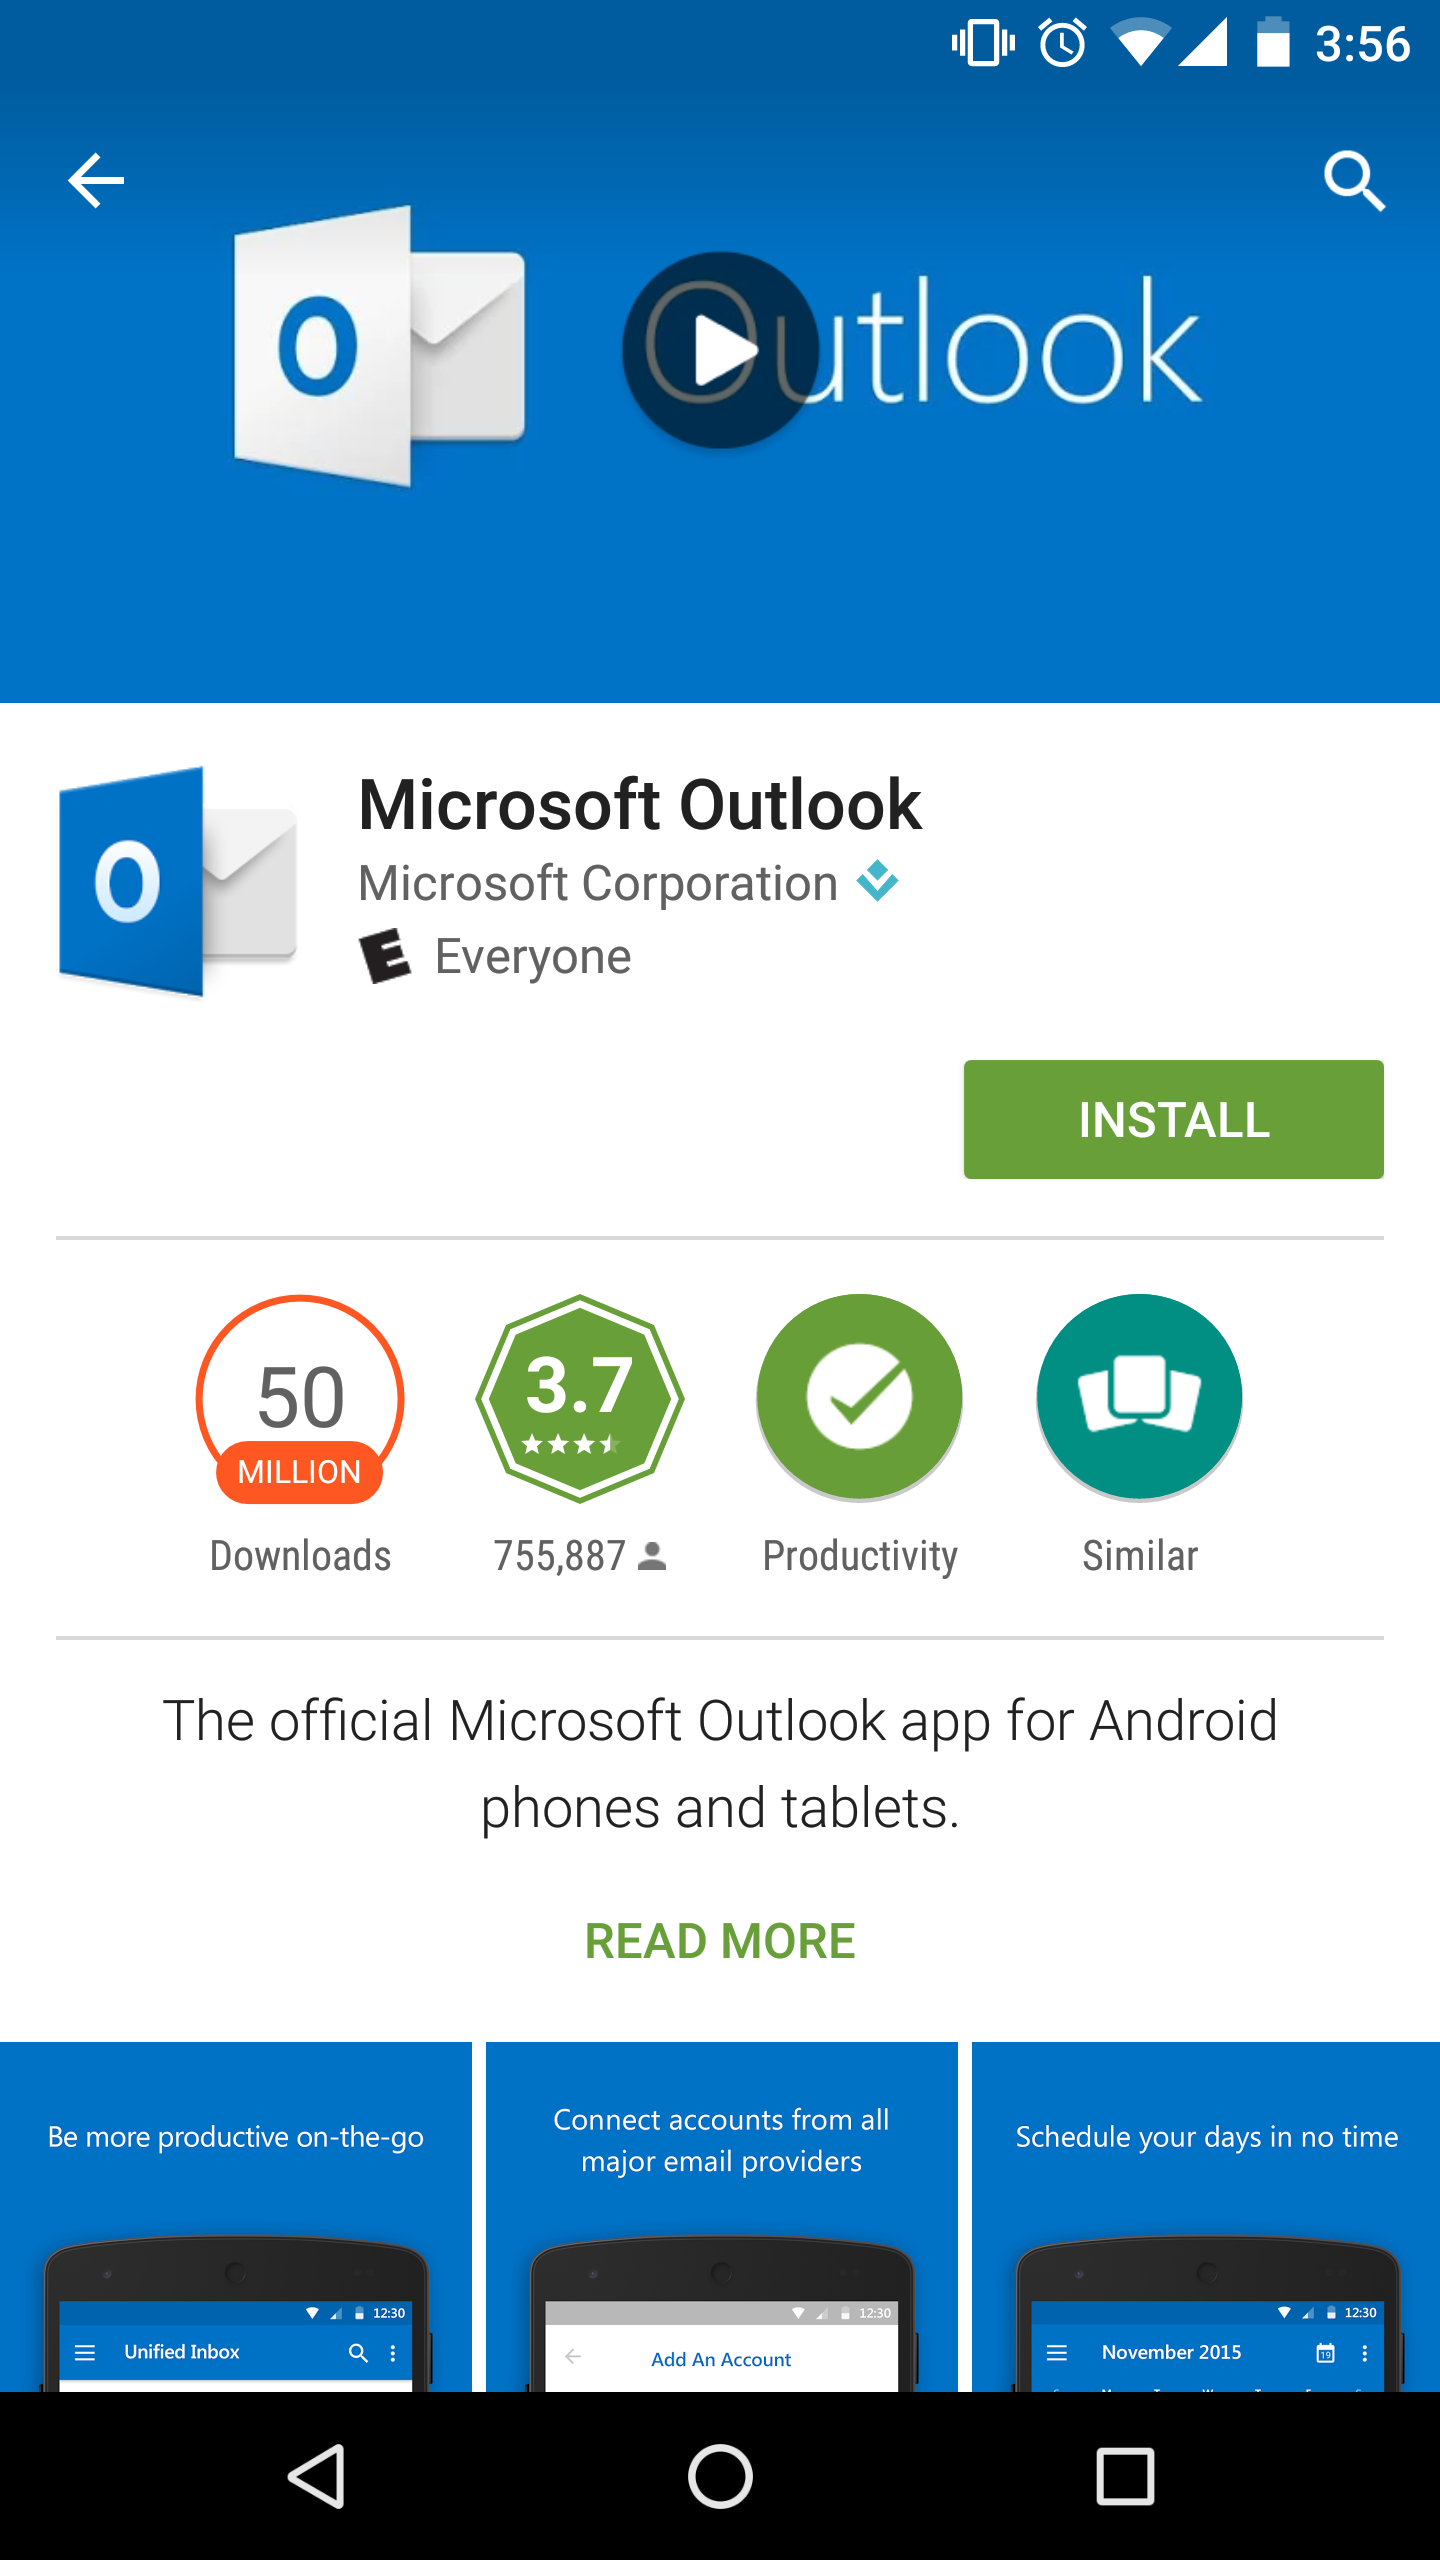 3:56
O
Outlook
O
Microsoft Outlook
Microsoft Corporation
E Everyone
INSTALL
50
MILLION
Downloads
3.7
755,887
Productivity
Similar
The official Microsoft Outlook app for Android
phones and tablets.
READ MORE
Be more productive on-the-go
12:30
Unified Inbox
Connect accounts from all
major email providers
12:30
Add An Account
Schedule your days in no time
12:30
November 2015
19